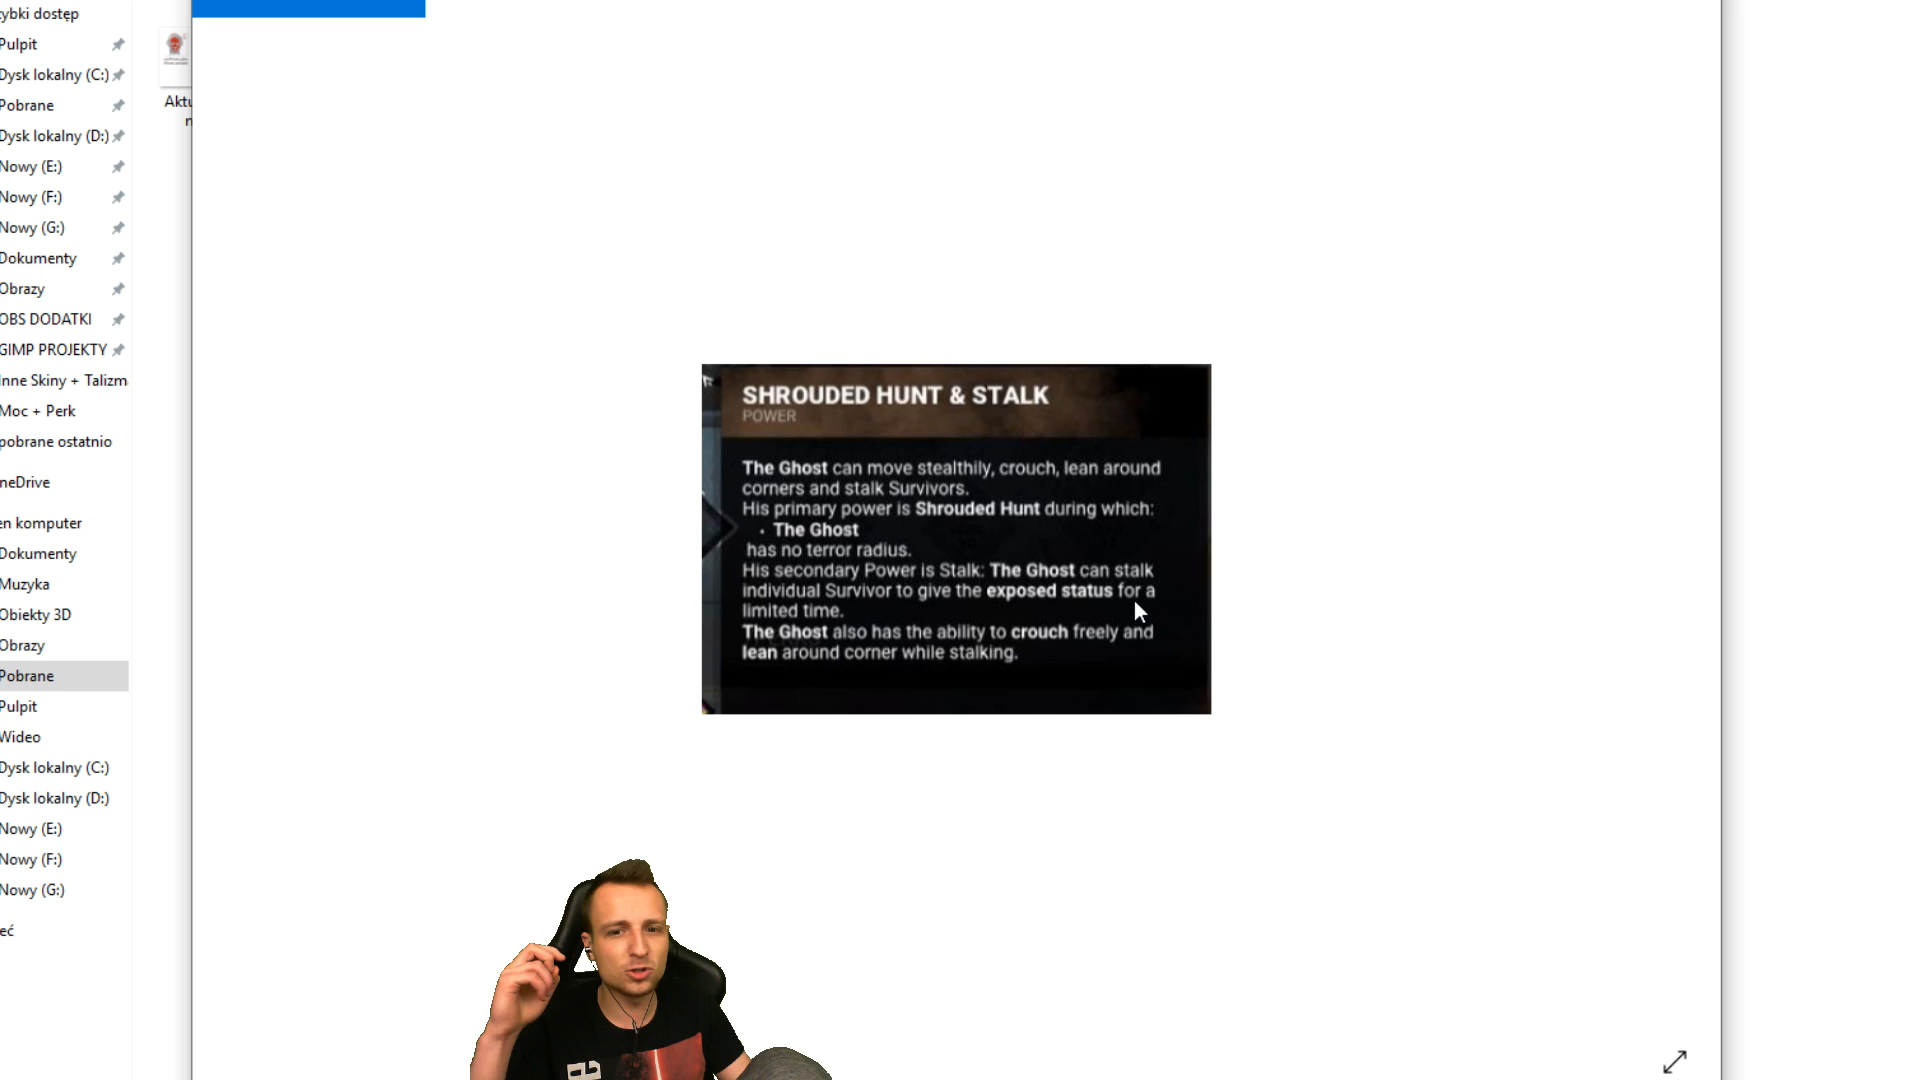 ybki dostęp
Pulpit
Dysk lokalny (C:)
Pobrane
Dysk lokalny (D:)
Nowy (E:)
Nowy (F:)
Nowy (G:)
Dokumenty
Obrazy
OBS DODATKI
GIMP PROJEKTY
Inne Skiny + Talizm
Moc + Perk
pobrane ostatnio
neDrive
en komputer
Dokumenty
Muzyka
Obiekty 3D
Obrazy
Pobrane
Pulpit
Wideo
Dysk lokalny (C:)
Dysk lokalny (D:)
Nowy (E:)
Nowy (F:)
Nowy (G:)
eć
Aktu
n
SHROUDED HUNT & STALK
POWER
The Ghost can move stealthily, crouch, lean around
corners and stalk Survivors.
His primary power is Shrouded Hunt during which:
• The Ghost
has no terror radius.
His secondary Power is Stalk: The Ghost can stalk
individual Survivor to give the exposed status for a
limited time.
The Ghost also has the ability to crouch freely and
lean around corner while stalking.